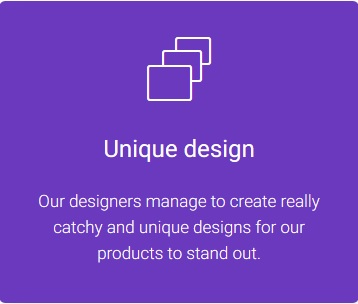 Unique design
Our designers manage to create really
catchy and unique designs for our
products to stand out.